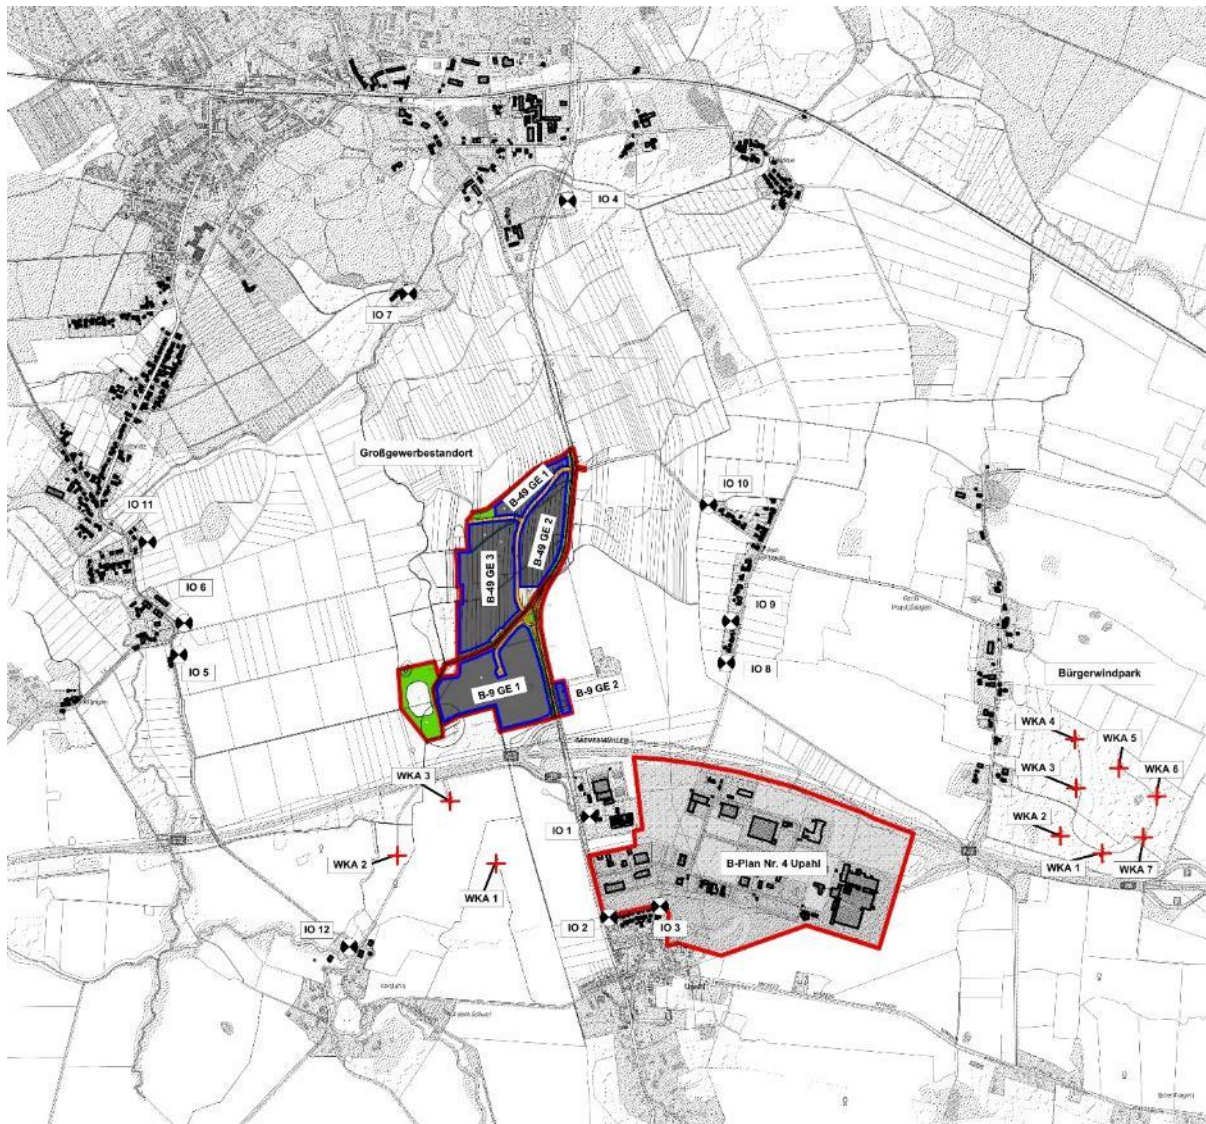 IO 4
IO 7
Großgewerbestandort
B-49 GE 1
B-49 GE 2
B-49 GE 3
IO 10
IO 11
IO 6
IO 9
IO 5
IO 8
B-9 GE 1
B-9 GE 2
Bürgerwindpark
WKA 4
WKA 5
WKA 3
WKA 6
WKA 3
WKA 2
IO 1
WKA 2
WKA 1
WKA 7
WKA 1
B-Plan Nr. 4 Upahl
IO 2
IO 3
IO 12
Upahl